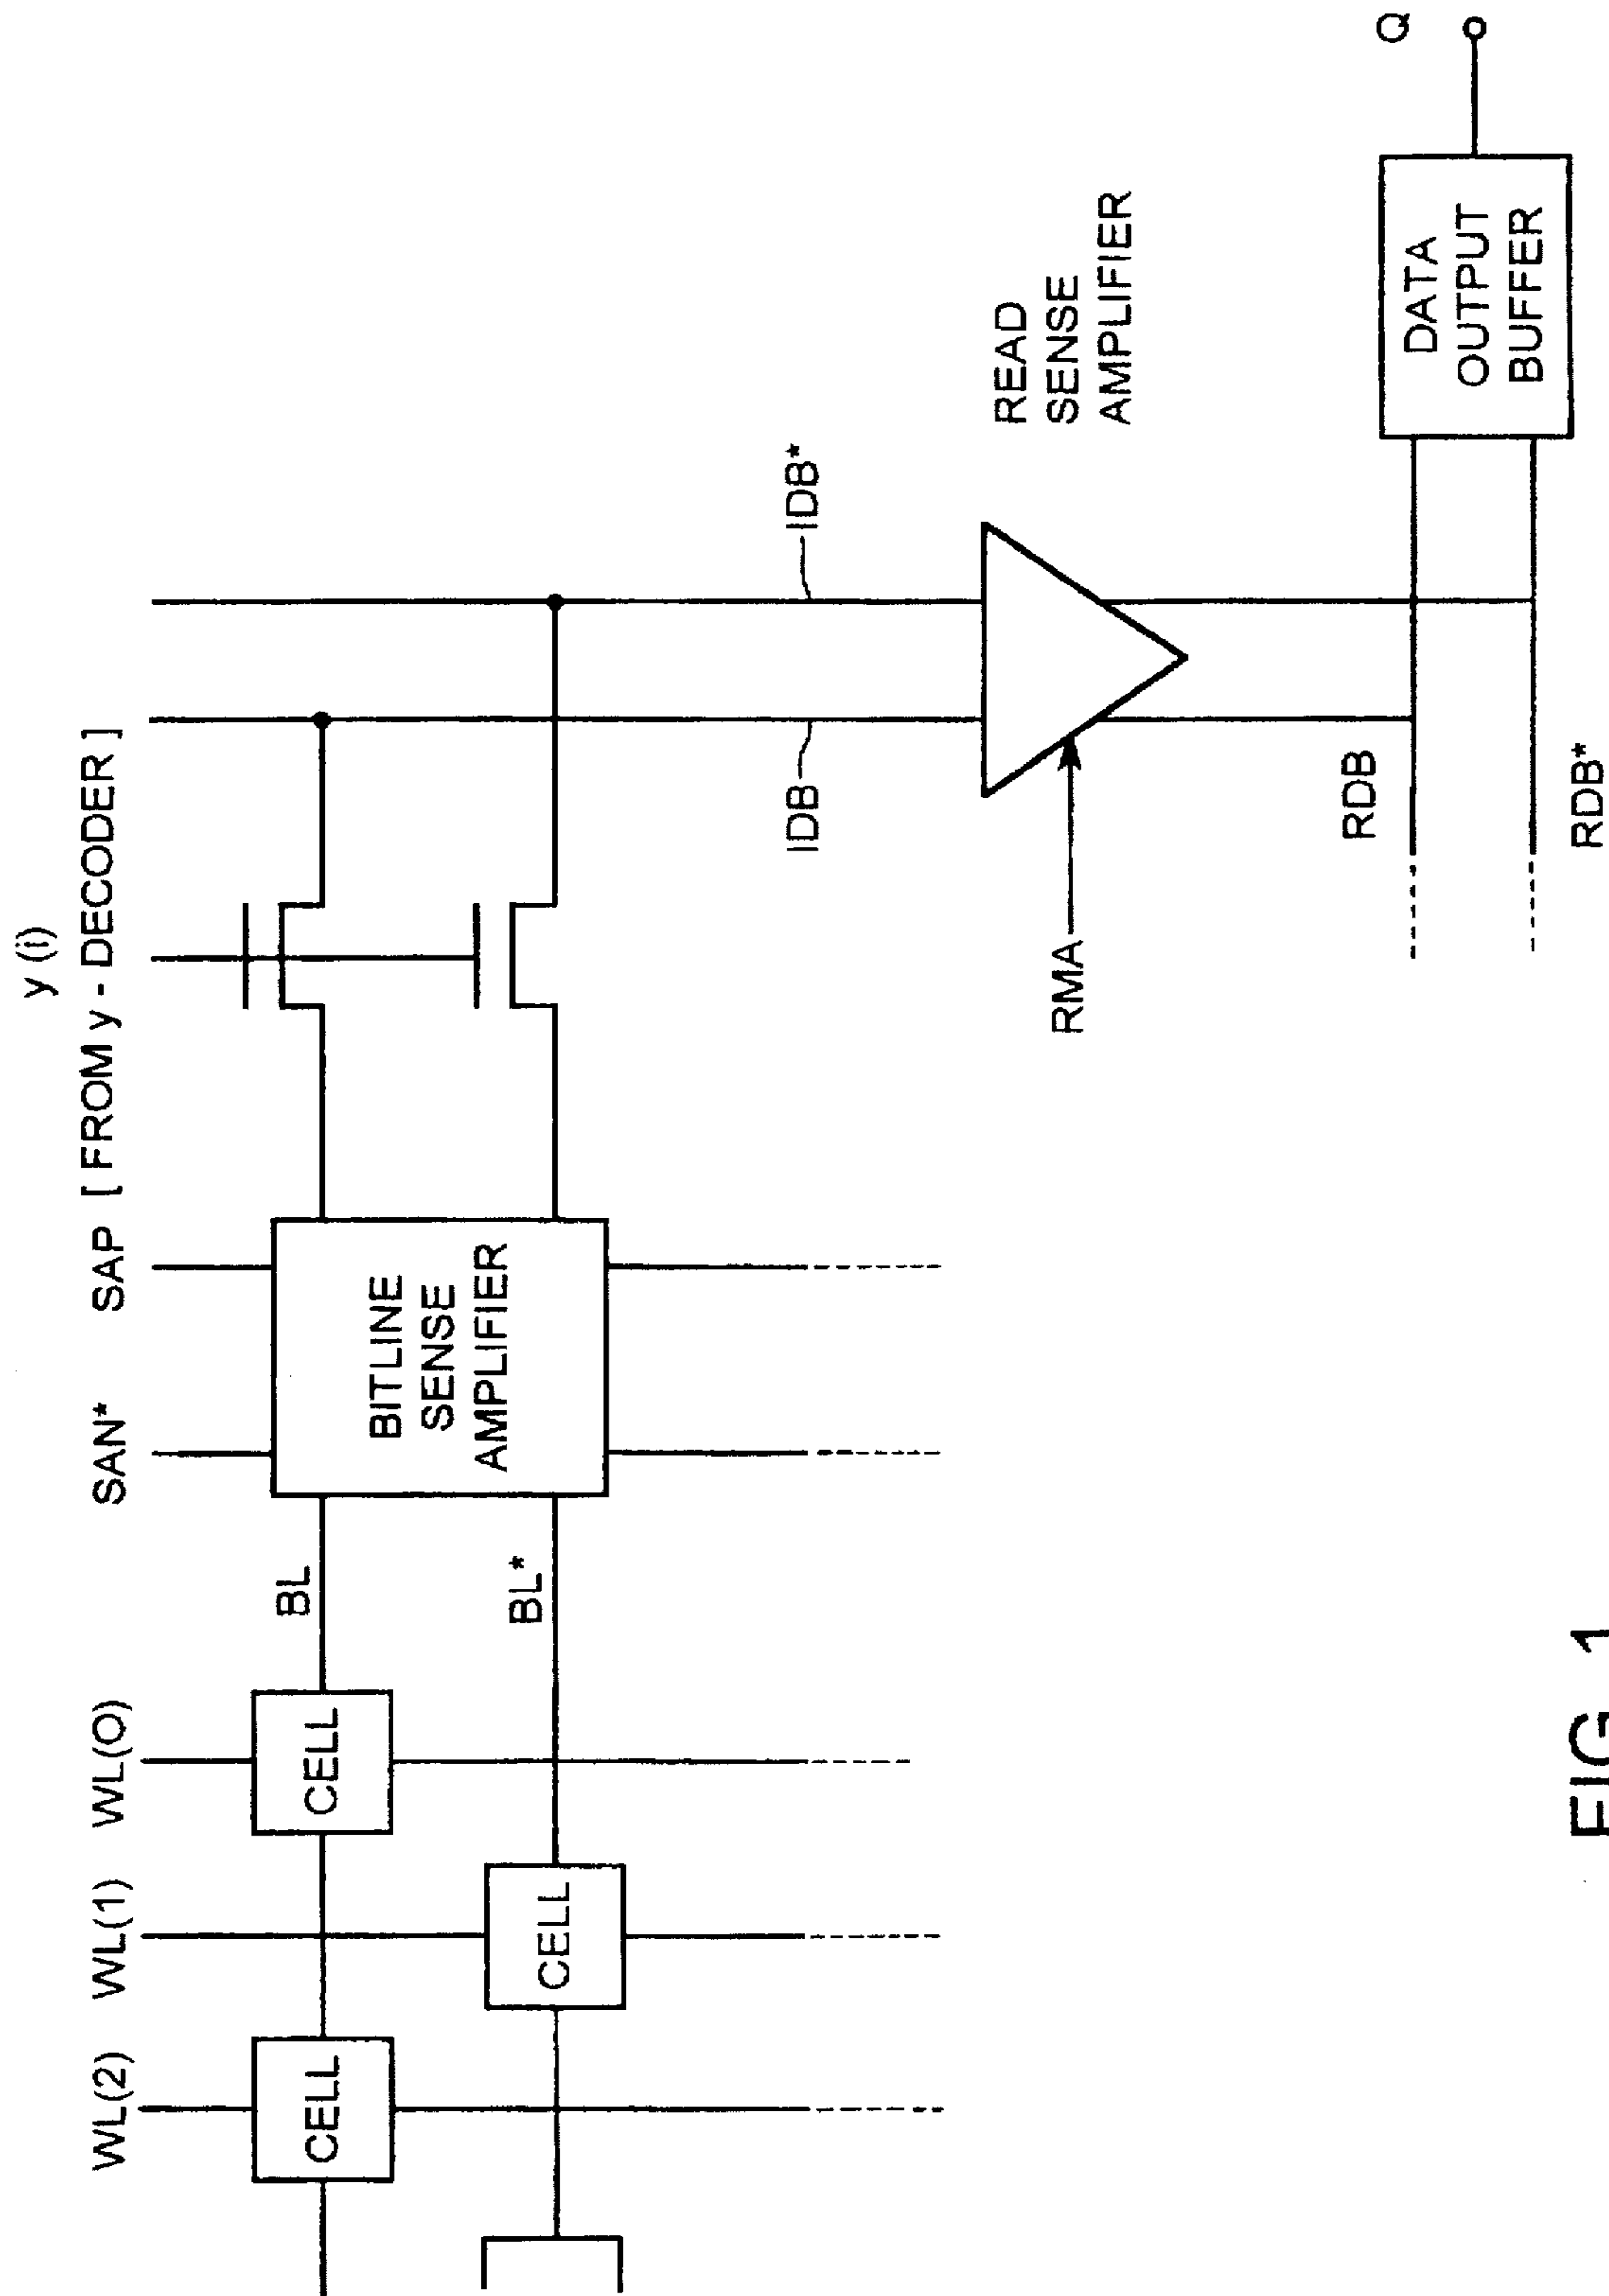 y (i)
[ FROM y - DECODER ]
WL(2)
WL(1)
WL(O)
SAN*
SAP
CELL
CELL
CELL
BL
BL*
BITLINE
SENSE
AMPLIFIER
IDB
IDB*
RMA
READ
SENSE
AMPLIFIER
RDB
RDB*
DATA
OUTPUT
BUFFER
Q
FIG. 1